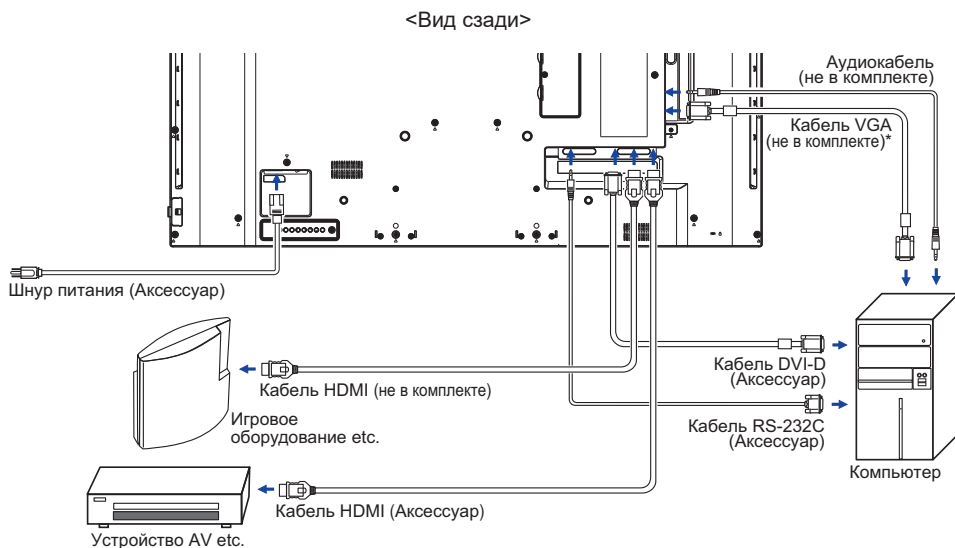 <Вид сзади>
Аудиокабель
(не в комплекте)
Кабель VGA
(не в комплекте)*
Шнур питания (Аксессуар)
Кабель DVI-D
(Аксессуар)
Кабель HDMI (не в комплекте)
Игровое
оборудование etc.
Кабель RS-232C
(Аксессуар)
Компьютер
Кабель HDMI (Аксессуар)
Устройство AV etc.